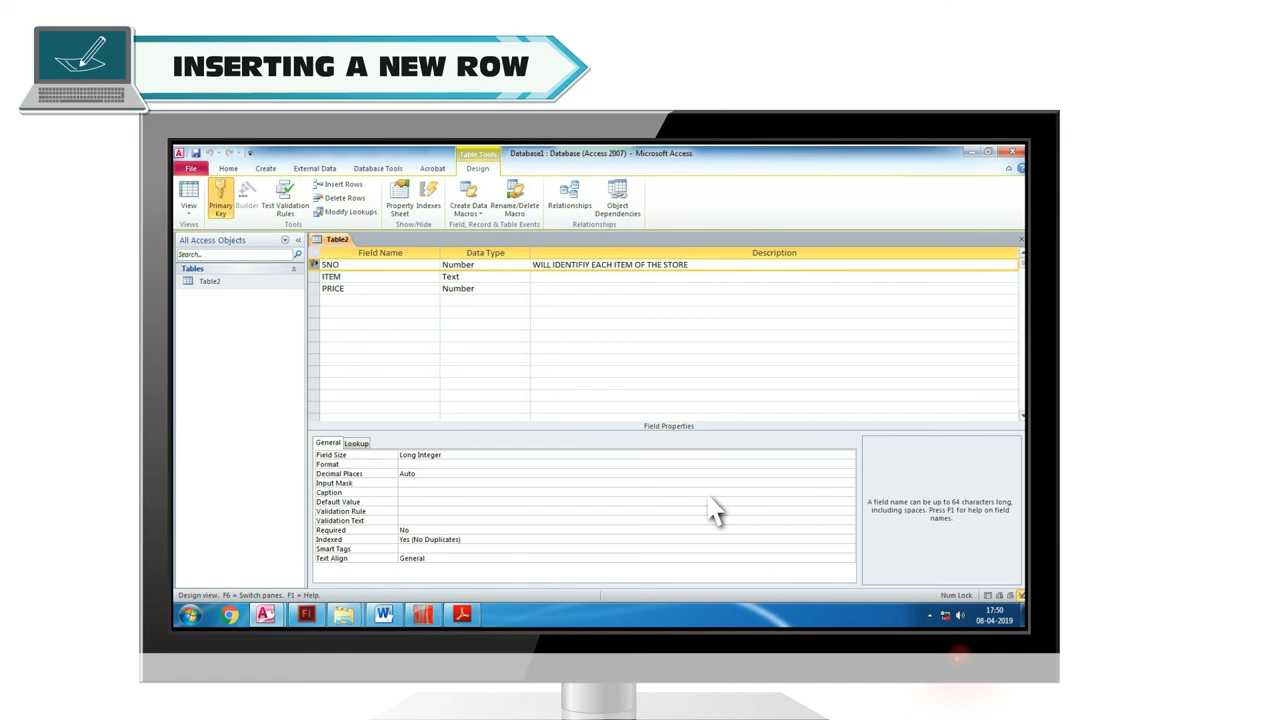 INSERTING A NEW ROW
Table Tools
Database1 : Database (Access 2007) - Microsoft Access
File Home Create External Data Database Tools Acrobat Design
View
Primary Key
Builder
Test Validation Rules
Insert Rows
Delete Rows
Modify Lookups
Property Sheet
Indexes
Create Data Macros
Rename/Delete Macro
Relationships
Object Dependencies
Views Tools Show/Hide Field, Record & Table Events Relationships
All Access Objects
Search...
Tables
Table2
Table2
Field Name Data Type Description
SNO Number WILL IDENTIFIY EACH ITEM OF THE STORE
ITEM Text
PRICE Number
Field Properties
General Lookup
Field Size Long Integer
Format
Decimal Places Auto
Input Mask
Caption
Default Value
Validation Rule
Validation Text
Required No
Indexed Yes (No Duplicates)
Smart Tags
Text Align General
A field name can be up to 64 characters long,
including spaces. Press F1 for help on field
names.
Design view. F6 = Switch panes. F1 = Help.
Num Lock
17:50
08-04-2019